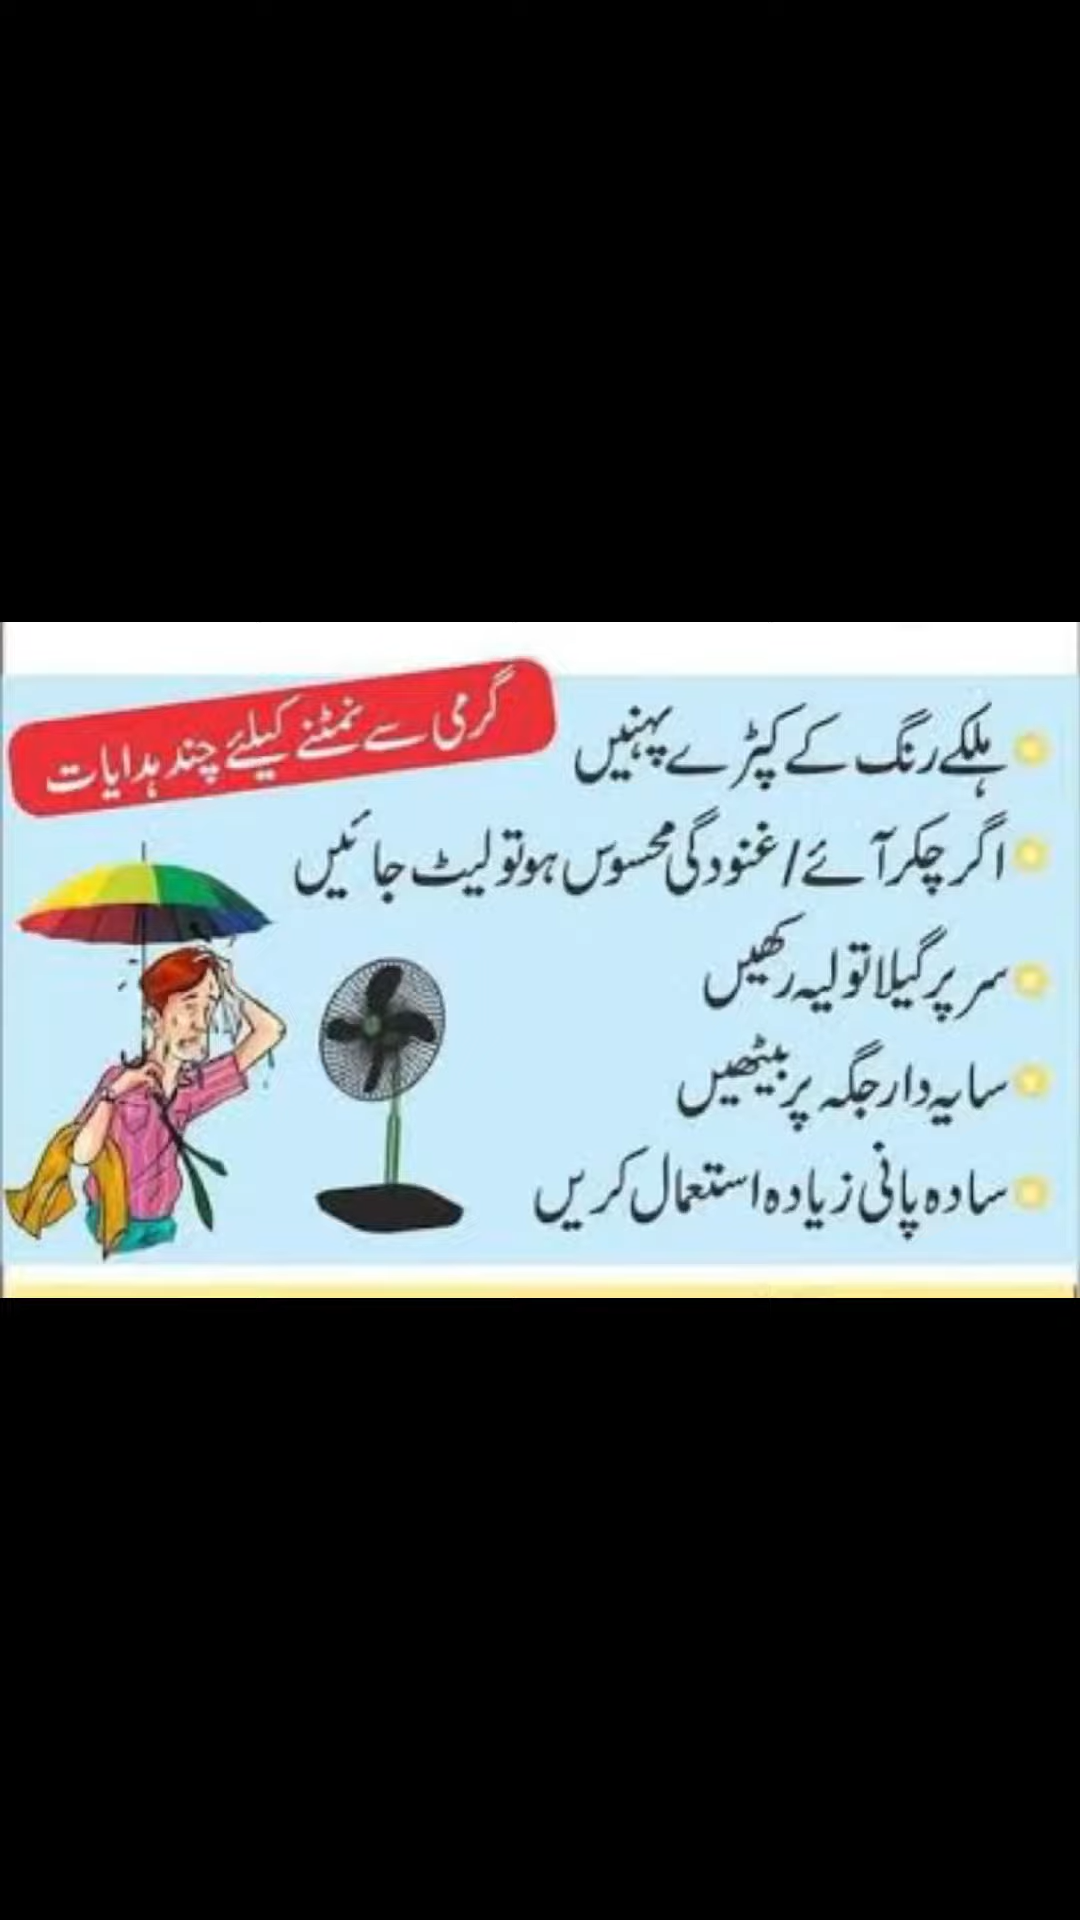 گرمی سے نمٹنے کیلئے چند ہدایات
ہلکے رنگ کے کپڑے پہنیں
اگر چکر آئے / غنودگی محسوس ہو تو لیٹ جائیں
سر پر گیلا تولیہ رکھیں
سایہ دار جگہ پر بیٹھیں
سادہ پانی زیادہ استعمال کریں